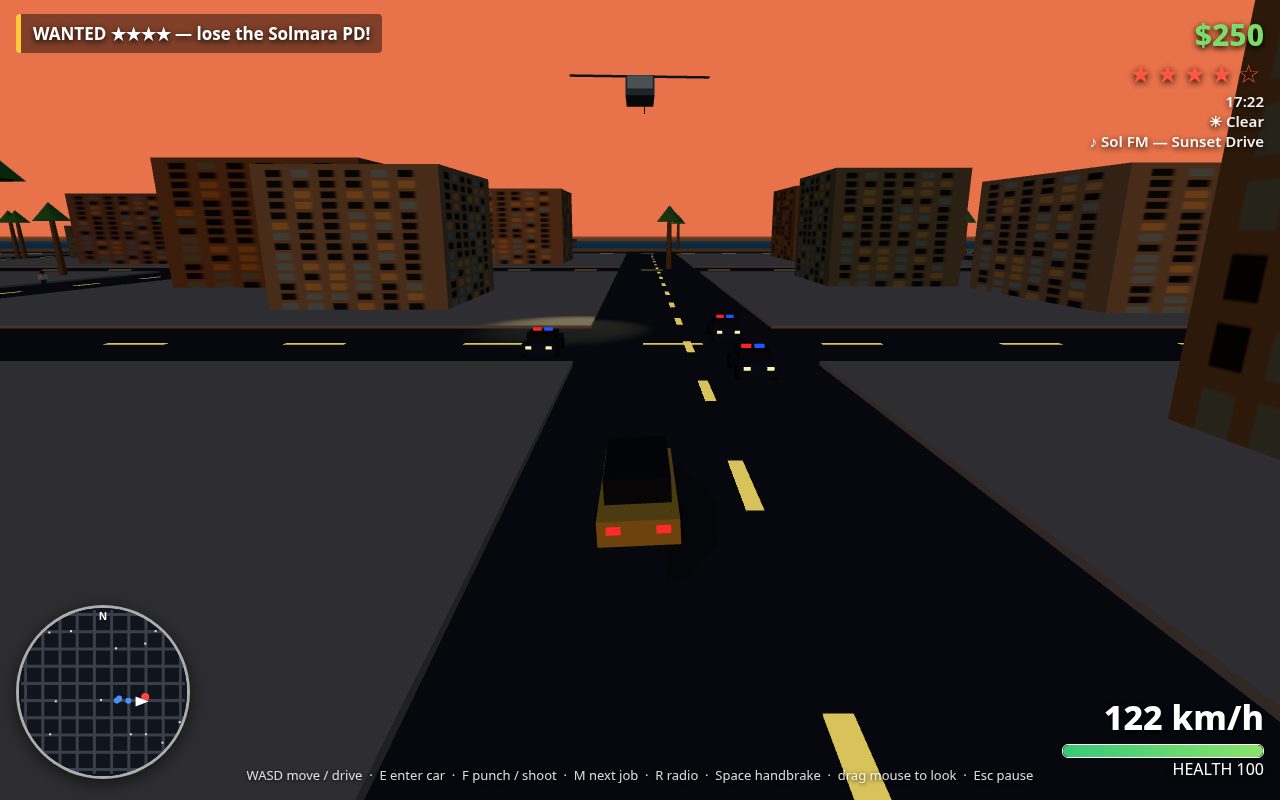 WANTED ★★★★ — lose the Solmara PD!
$250
★ ★ ★ ★ ☆
17:22
☀ Clear
♪ Sol FM — Sunset Drive
N
122 km/h
HEALTH 100
WASD move / drive · E enter car · F punch / shoot · M next job · R radio · Space handbrake · drag mouse to look · Esc pause